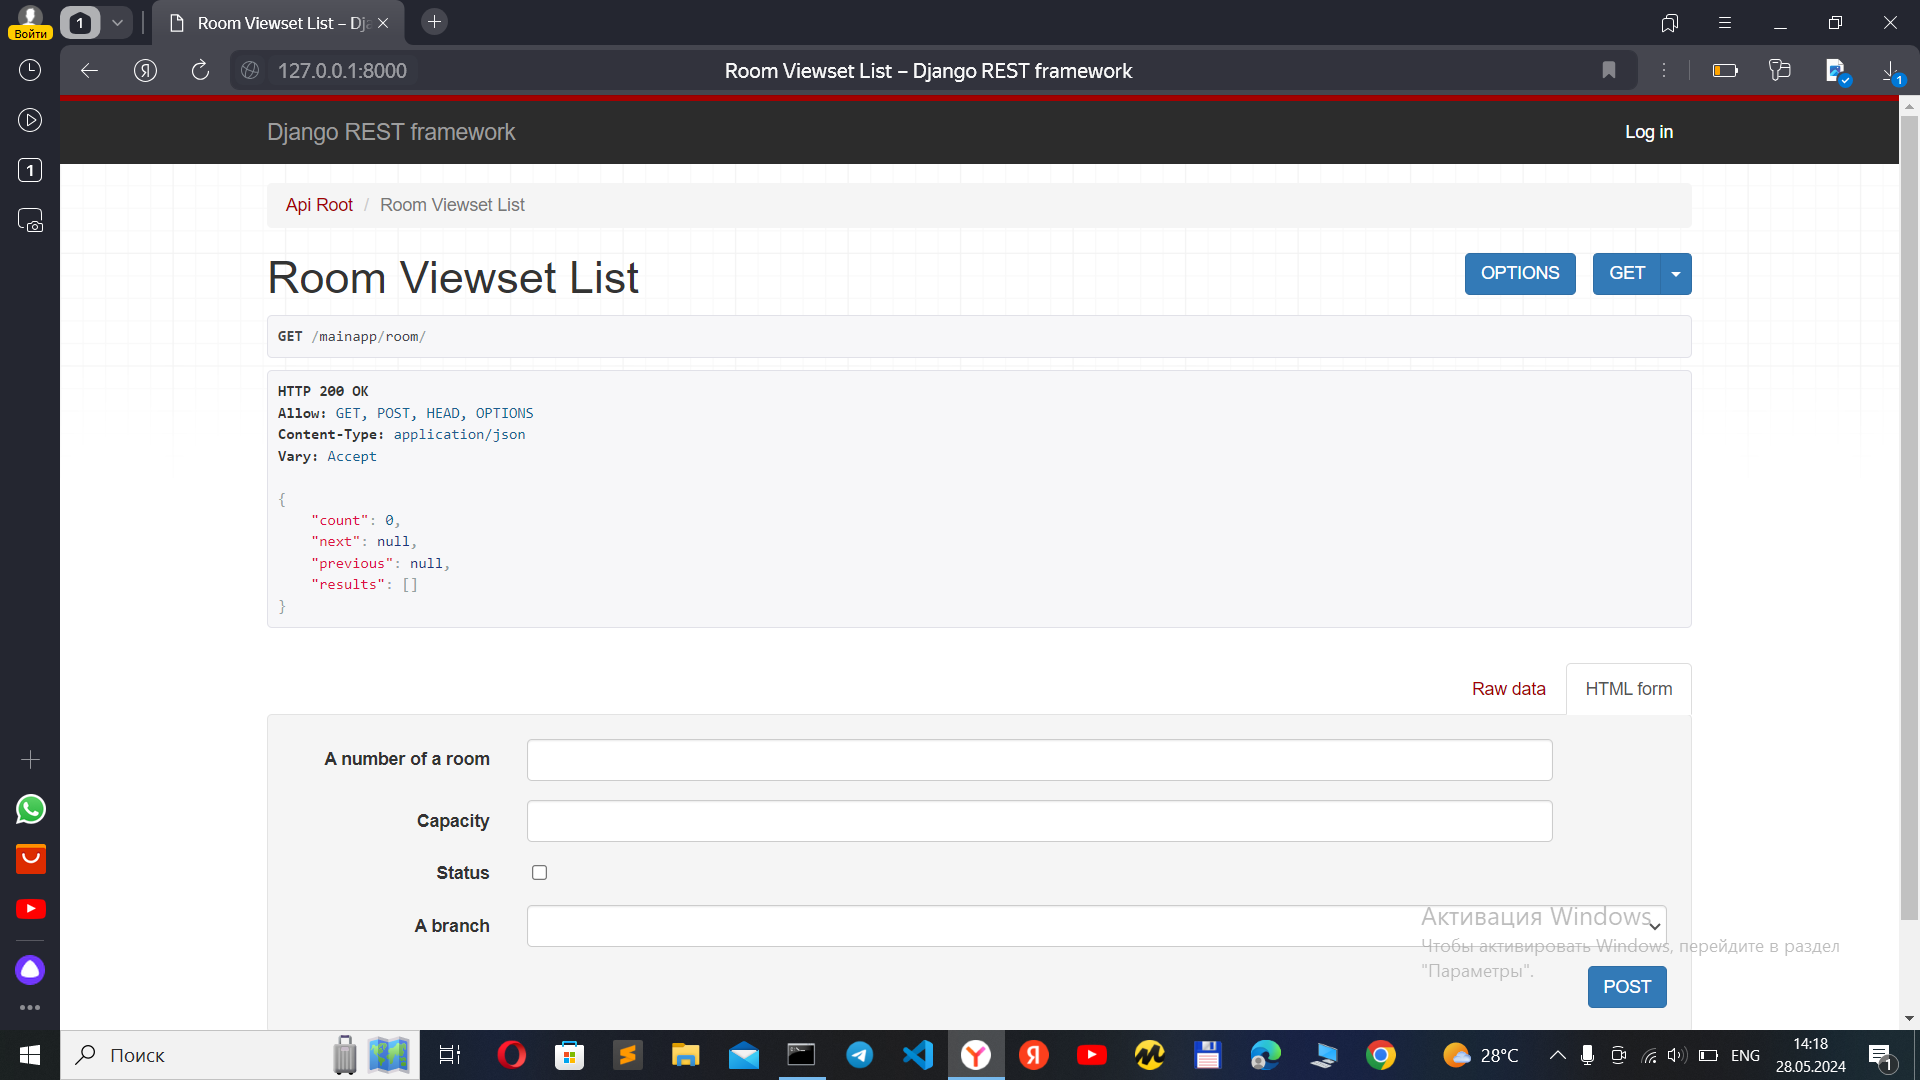 Войти
1
Room Viewset List – Dja
127.0.0.1:8000
Room Viewset List – Django REST framework
1
1
Django REST framework
Log in
Api Root / Room Viewset List
Room Viewset List
OPTIONS
GET
GET /mainapp/room/
HTTP 200 OK
Allow: GET, POST, HEAD, OPTIONS
Content-Type: application/json
Vary: Accept
{
"count": 0,
"next": null,
"previous": null,
"results": []
}
Raw data
HTML form
A number of a room
Capacity
Status
A branch
Активация Windows
Чтобы активировать Windows, перейдите в раздел
"Параметры".
POST
Поиск
28°C
ENG
14:18
28.05.2024
1